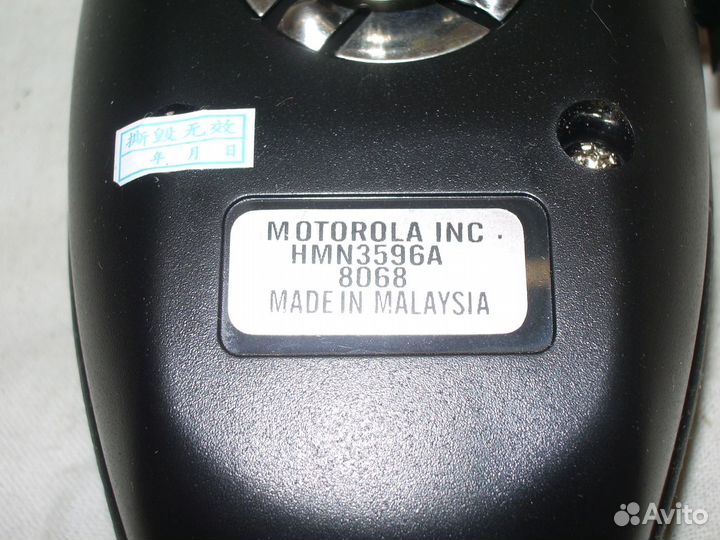 撕毁无效
年 月 日
MOTOROLA INC.
HMN3596A
8068
MADE IN MALAYSIA
Avito